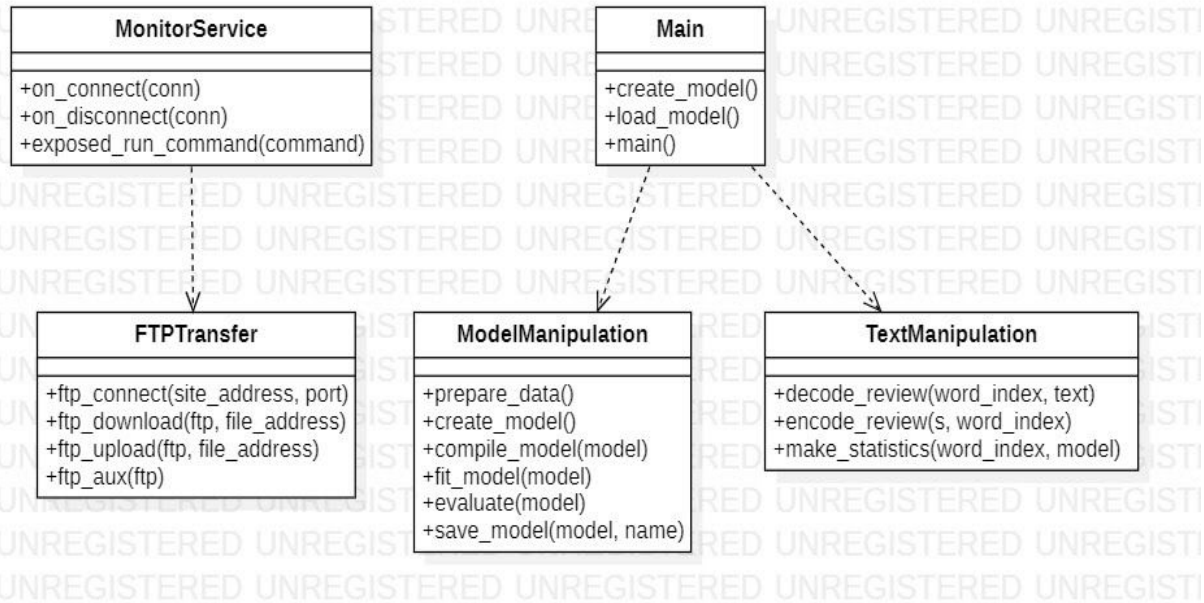 MonitorService
+on_connect(conn)
+on_disconnect(conn)
+exposed_run_command(command)
Main
+create_model()
+load_model()
+main()
FTPTransfer
+ftp_connect(site_address, port)
+ftp_download(ftp, file_address)
+ftp_upload(ftp, file_address)
+ftp_aux(ftp)
ModelManipulation
+prepare_data()
+create_model()
+compile_model(model)
+fit_model(model)
+evaluate(model)
+save_model(model, name)
TextManipulation
+decode_review(word_index, text)
+encode_review(s, word_index)
+make_statistics(word_index, model)
UNREGISTERED